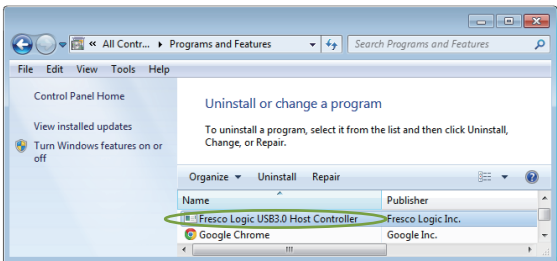 « All Contr... ▸ Programs and Features
Search Programs and Features
File Edit View Tools Help
Control Panel Home
View installed updates
Turn Windows features on or
off
Uninstall or change a program
To uninstall a program, select it from the list and then click Uninstall,
Change, or Repair.
Organize Uninstall Repair
Name Publisher
Fresco Logic USB3.0 Host Controller Fresco Logic Inc.
Google Chrome Google Inc.